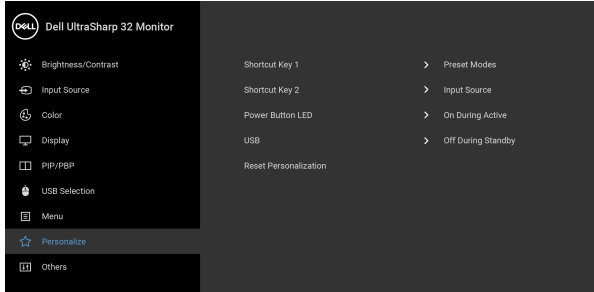 DELL Dell UltraSharp 32 Monitor
Brightness/Contrast
Input Source
Color
Display
PIP/PBP
USB Selection
Menu
Personalize
Others
Shortcut Key 1 Preset Modes
Shortcut Key 2 Input Source
Power Button LED On During Active
USB Off During Standby
Reset Personalization